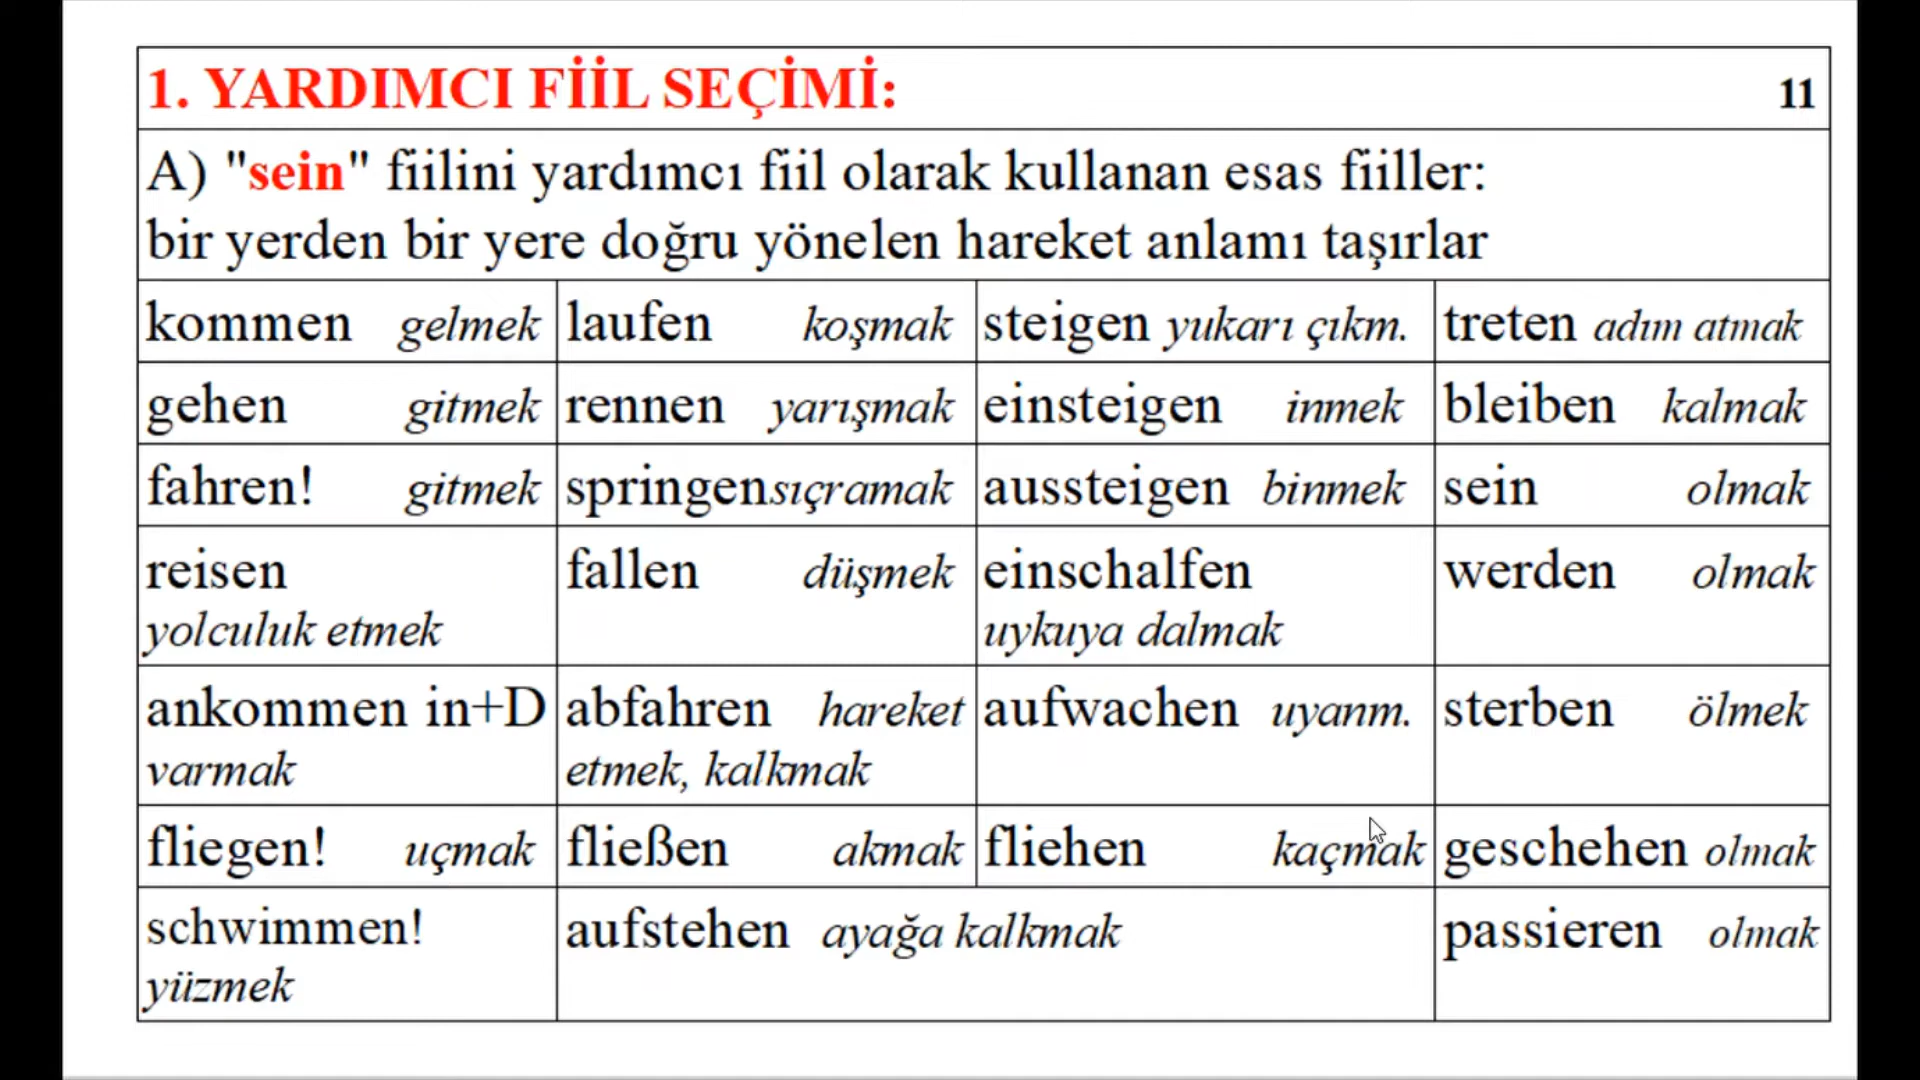 1. YARDIMCI FİİL SEÇİMİ: 11
A) "sein" fiilini yardımcı fiil olarak kullanan esas fiiller:
bir yerden bir yere doğru yönelen hareket anlamı taşırlar
kommen gelmek laufen koşmak steigen yukarı çıkm. treten adım atmak
gehen gitmek rennen yarışmak einsteigen inmek bleiben kalmak
fahren! gitmek springen sıçramak aussteigen binmek sein olmak
reisen fallen düşmek einschalfen werden olmak
yolculuk etmek uykuya dalmak
ankommen in+D abfahren hareket aufwachen uyanm. sterben ölmek
varmak etmek, kalkmak
fliegen! uçmak fließen akmak fliehen kaçmak geschehen olmak
schwimmen! aufstehen ayağa kalkmak passieren olmak
yüzmek